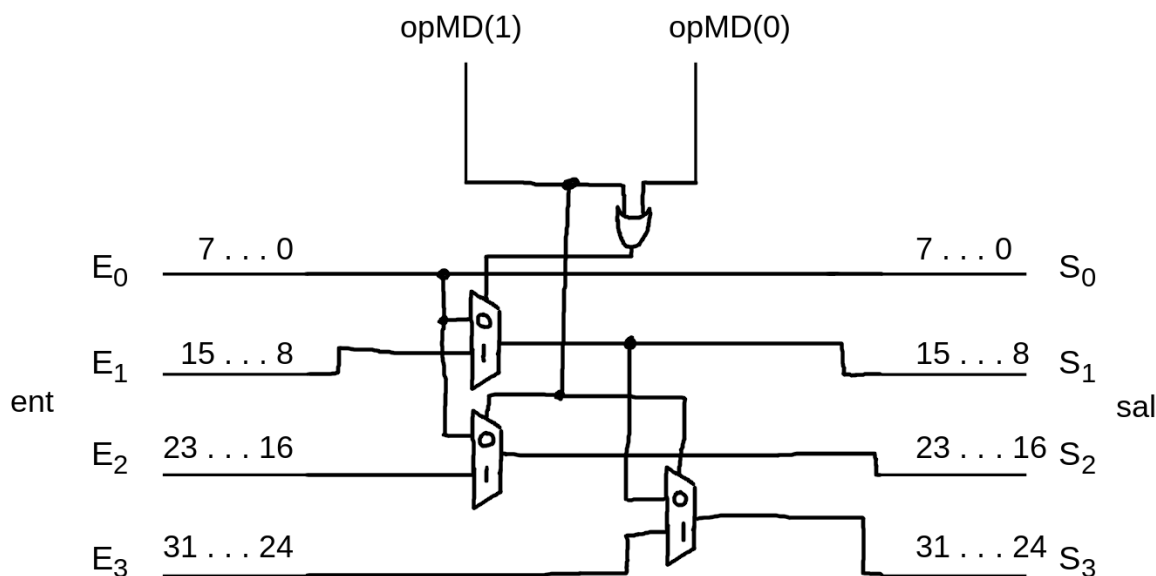 opMD(1) opMD(0)
7 . . . 0 7 . . . 0
E0 S0
0
15 . . . 8 15 . . . 8
E1 1 S1
ent sal
0
23 . . . 16 23 . . . 16
E2 1 S2
0
1
31 . . . 24 31 . . . 24
E3 S3